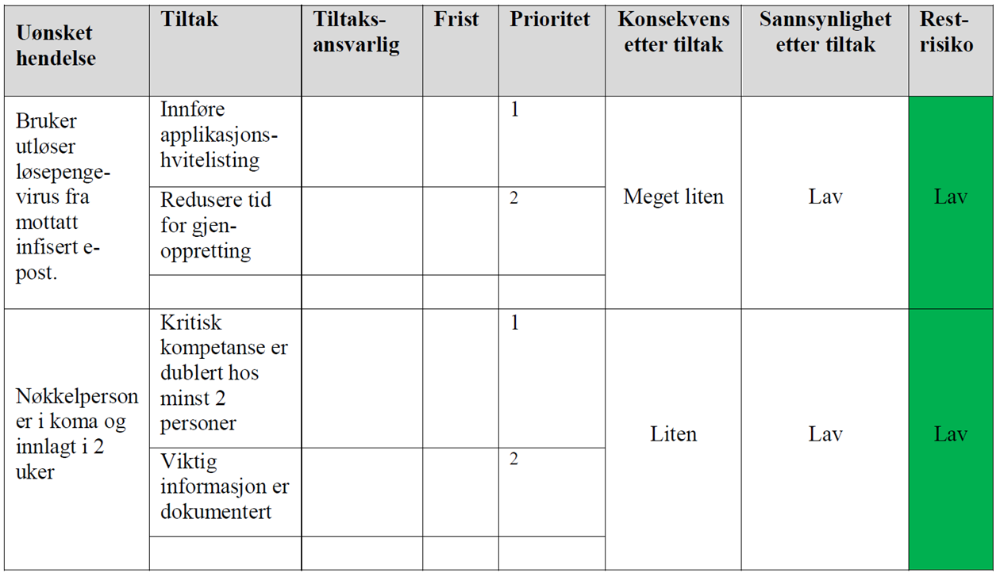 Uønsket
hendelse
Tiltak
Tiltaks-
ansvarlig
Frist
Prioritet
Konsekvens
etter tiltak
Sannsynlighet
etter tiltak
Rest-
risiko
Bruker
utløser
løsepenge-
virus fra
mottatt
infisert e-
post.
Innføre
applikasjons-
hvitelisting
1
Redusere tid
for gjen-
oppretting
2
Meget liten
Lav
Lav
Nøkkelperson
er i koma og
innlagt i 2
uker
Kritisk
kompetanse er
dublert hos
minst 2
personer
1
Viktig
informasjon er
dokumentert
2
Liten
Lav
Lav